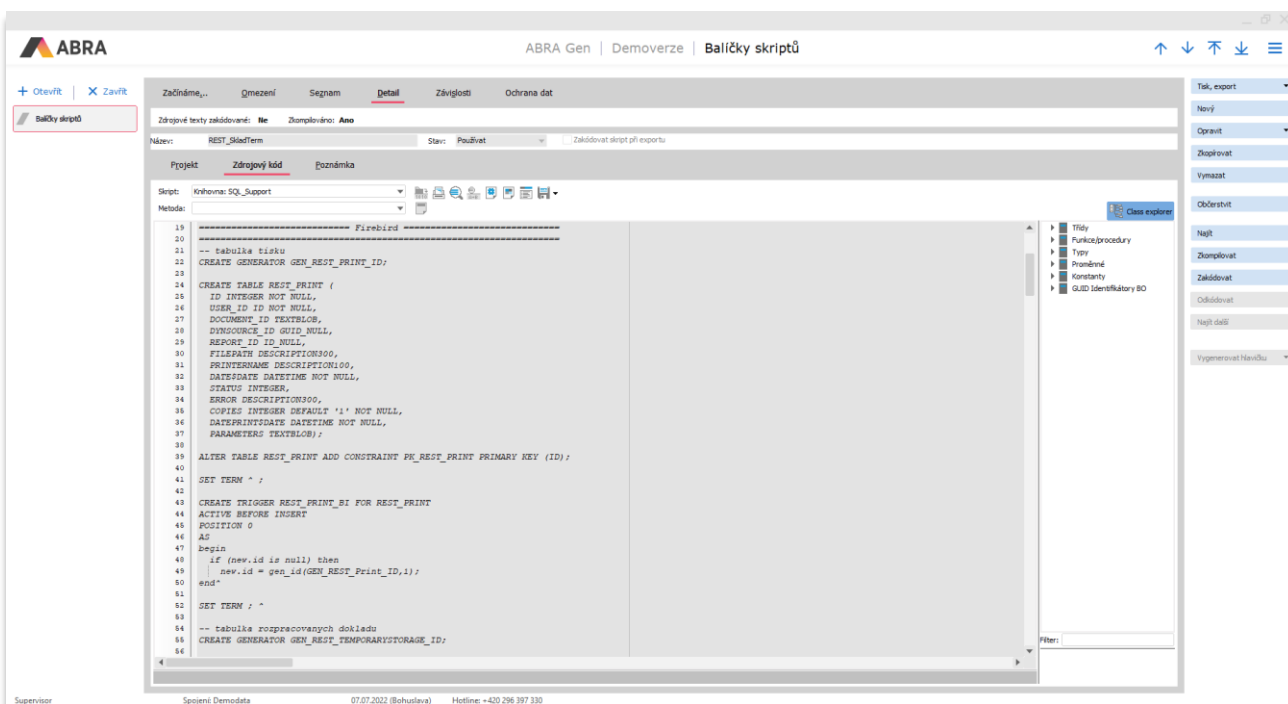 ABRA
ABRA Gen | Demoverze | Balíčky skriptů
+ Otevřít | X Zavřít
Balíčky skriptů
Začínáme... Omezení Seznam Detail Závislosti Ochrana dat
Zdrojové texty zakódované: Ne Zkompilováno: Ano
Název: REST_SkladTerm Stav: Používat Zakódovat skript při exportu
Projekt Zdrojový kód Poznámka
Skript: Knihovna: SQL_Support
Metoda:
Class explorer
19 ============================ Firebird =============================
20 ===================================================================
21 -- tabulka tisku
22 CREATE GENERATOR GEN_REST_PRINT_ID;
23
24 CREATE TABLE REST_PRINT (
25 ID INTEGER NOT NULL,
26 USER_ID ID NOT NULL,
27 DOCUMENT_ID TEXTBLOB,
28 DYNSOURCE_ID GUID_NULL,
29 REPORT_ID ID_NULL,
30 FILEPATH DESCRIPTION300,
31 PRINTERNAME DESCRIPTION100,
32 DATE$DATE DATETIME NOT NULL,
33 STATUS INTEGER,
34 ERROR DESCRIPTION300,
35 COPIES INTEGER DEFAULT '1' NOT NULL,
36 DATEPRINT$DATE DATETIME NOT NULL,
37 PARAMETERS TEXTBLOB);
38
39 ALTER TABLE REST_PRINT ADD CONSTRAINT PK_REST_PRINT PRIMARY KEY (ID);
40
41 SET TERM ^ ;
42
43 CREATE TRIGGER REST_PRINT_BI FOR REST_PRINT
44 ACTIVE BEFORE INSERT
45 POSITION 0
46 AS
47 begin
48 if (new.id is null) then
49 new.id = gen_id(GEN_REST_Print_ID,1);
50 end^
51
52 SET TERM ; ^
53
54 -- tabulka rozpracovanych dokladu
55 CREATE GENERATOR GEN_REST_TEMPORARYSTORAGE_ID;
56
Třídy
Funkce/procedury
Typy
Proměnné
Konstanty
GUID Identifikátory BO
Filter:
Tisk, export
Nový
Opravit
Zkopírovat
Vymazat
Občerstvit
Najít
Zkompilovat
Zakódovat
Odkódovat
Najít další
Vygenerovat hlavičku
Supervisor Spojení: Demodata 07.07.2022 (Bohuslava) Hotline: +420 296 397 330